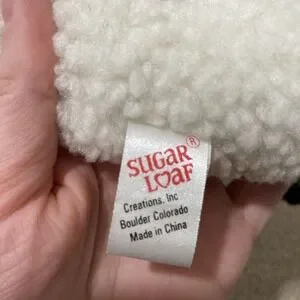 SUGAR®
LOAF
Creations, Inc
Boulder Colorado
Made in China